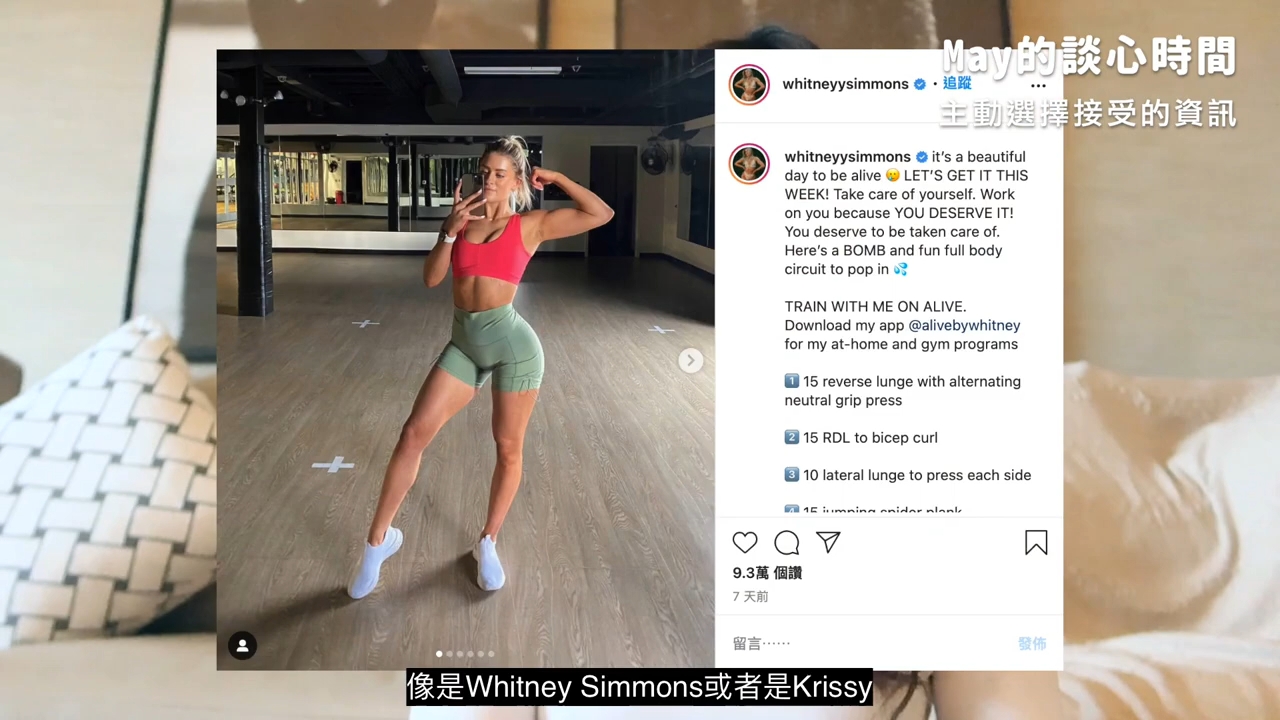 May的談心時間
主動選擇接受的資訊
whitneyysimmons • 追蹤
whitneyysimmons it's a beautiful
day to be alive 🥲 LET'S GET IT THIS
WEEK! Take care of yourself. Work
on you because YOU DESERVE IT!
You deserve to be taken care of.
Here's a BOMB and fun full body
circuit to pop in 💦
TRAIN WITH ME ON ALIVE.
Download my app @alivebywhitney
for my at-home and gym programs
1️⃣ 15 reverse lunge with alternating
neutral grip press
2️⃣ 15 RDL to bicep curl
3️⃣ 10 lateral lunge to press each side
4️⃣ 15 jumping spider plank
9.3萬 個讚
7 天前
留言……
發佈
像是Whitney Simmons或者是Krissy